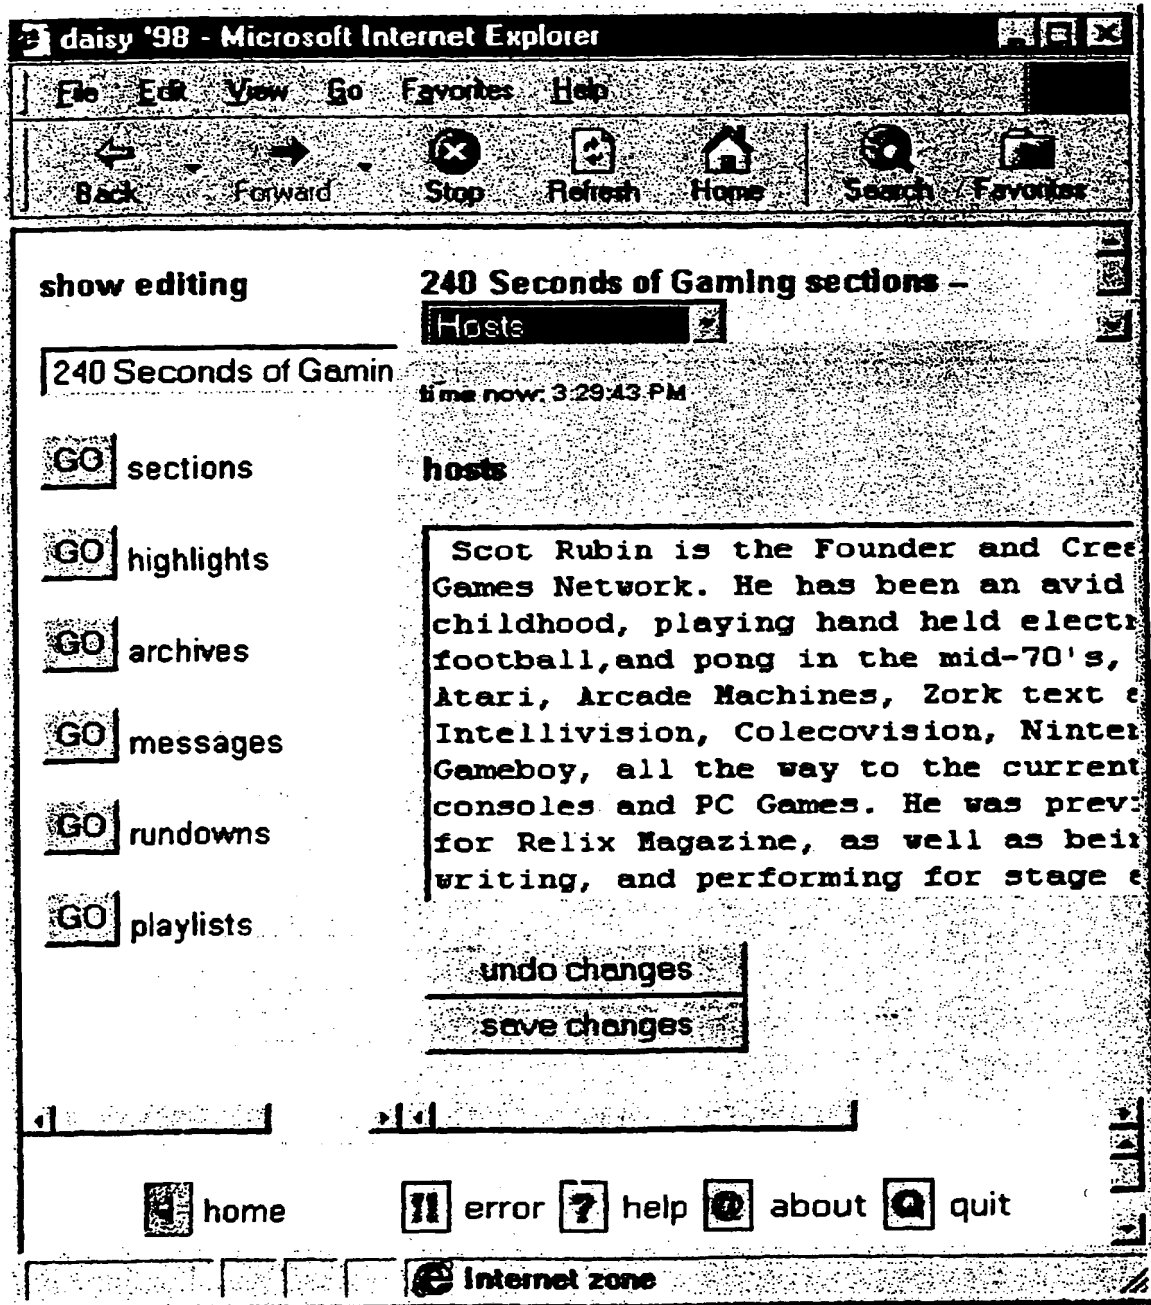 daisy '98 - Microsoft Internet Explorer
File Edit View Go Favorites Help
Back Forward Stop Refresh Home Search Favorites
show editing
240 Seconds of Gamin
GO sections
GO highlights
GO archives
GO messages
GO rundowns
GO playlists
240 Seconds of Gaming sections –
Hosts
time now: 3:29:43 PM
hosts
Scot Rubin is the Founder and Cree
Games Network. He has been an avid
childhood, playing hand held electr
football,and pong in the mid-70's,
Atari, Arcade Machines, Zork text
Intellivision, Colecovision, Ninten
Gameboy, all the way to the current
consoles and PC Games. He was previ
for Relix Magazine, as well as bein
writing, and performing for stage
undo changes
save changes
home !! error ? help @ about Q quit
Internet zone